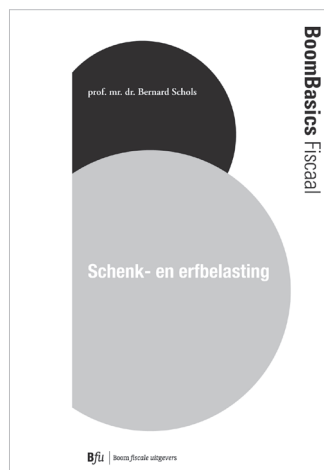 BoomBasics Fiscaal
prof. mr. dr. Bernard Schols
Schenk- en erfbelasting
Bfu | Boom fiscale uitgevers